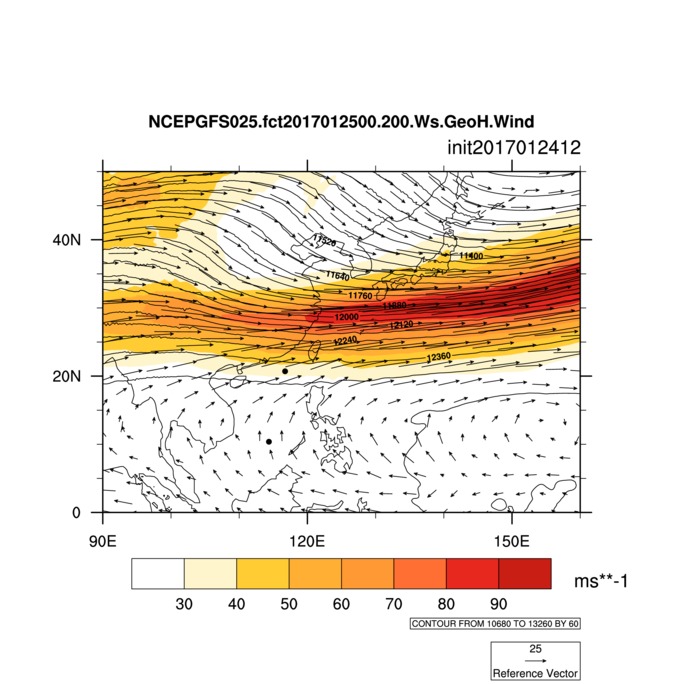 NCEPGFS025.fct2017012500.200.Ws.GeoH.Wind
init2017012412
40N
20N
0
11520
11640
11400
11760
11880
12000
12120
12240
12360
90E 120E 150E
30 40 50 60 70 80 90
ms**-1
CONTOUR FROM 10680 TO 13260 BY 60
25
Reference Vector